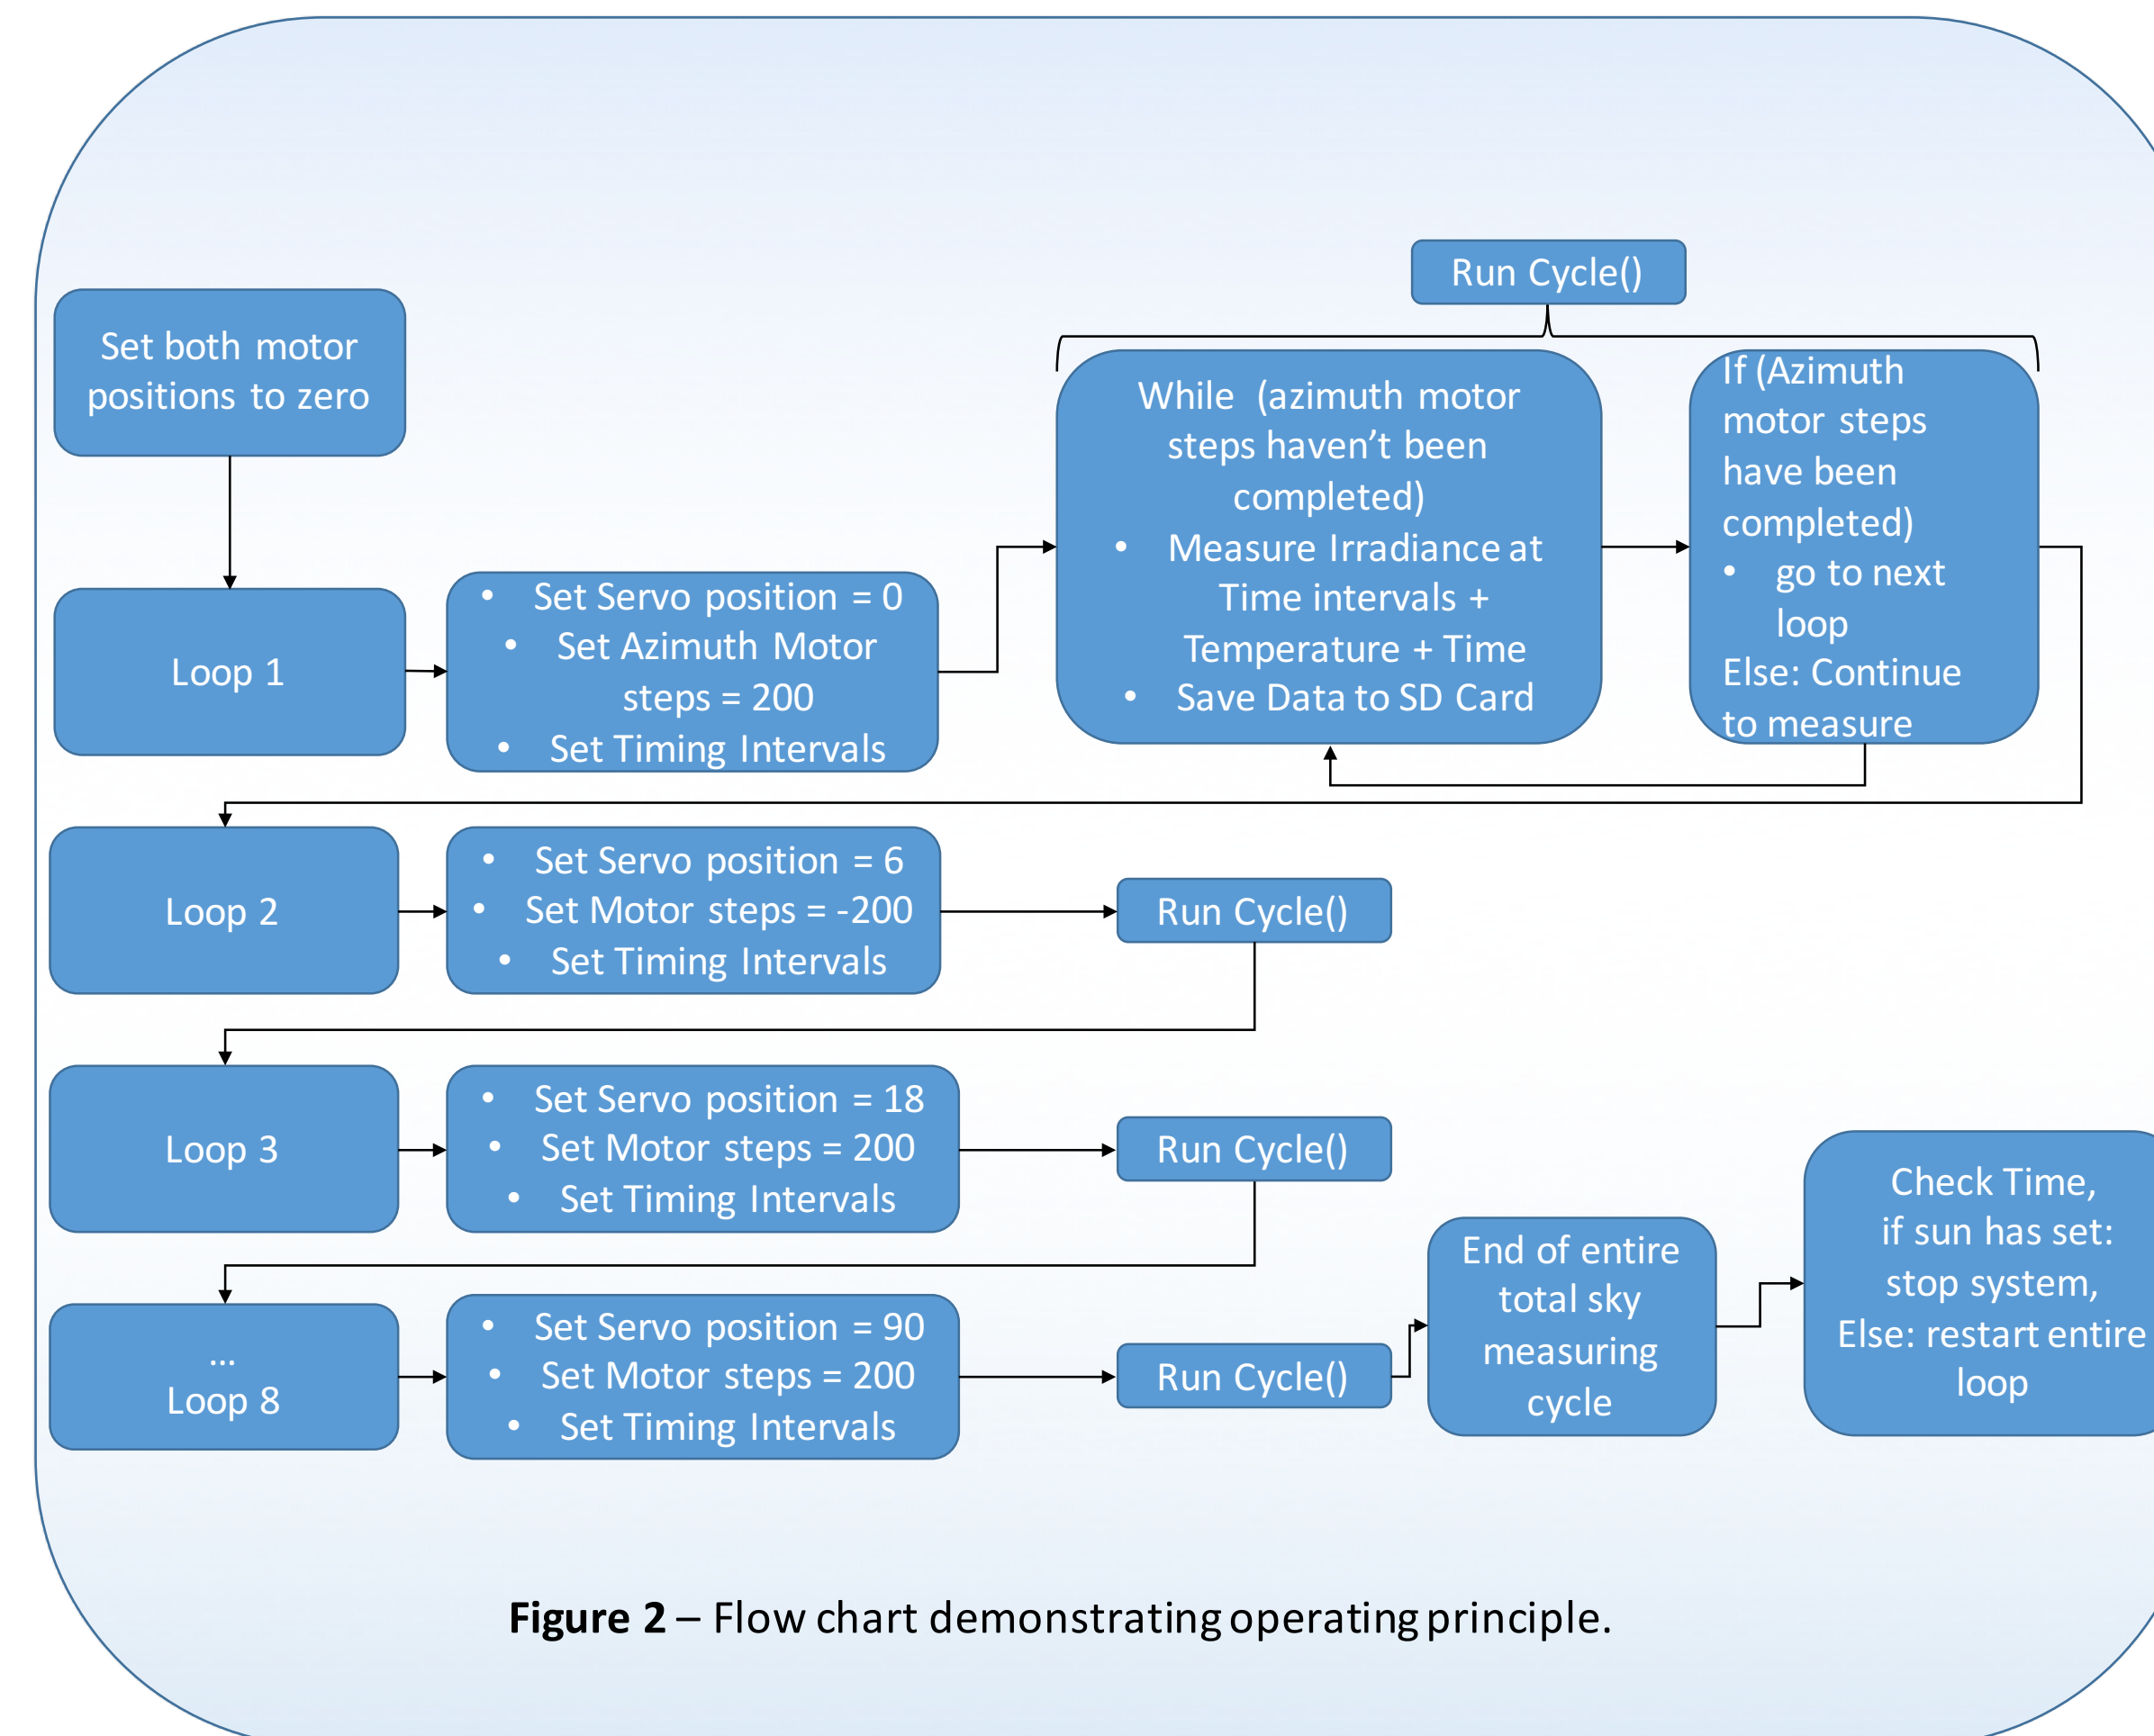 Run Cycle()
Set both motor
positions to zero
While (azimuth motor
steps haven't been
completed)
• Measure Irradiance at
Time intervals +
Temperature + Time
• Save Data to SD Card
If (Azimuth
motor steps
have been
completed)
• go to next
loop
Else: Continue
to measure
Loop 1
• Set Servo position = 0
• Set Azimuth Motor
steps = 200
• Set Timing Intervals
Loop 2
• Set Servo position = 6
• Set Motor steps = -200
• Set Timing Intervals
Run Cycle()
Loop 3
• Set Servo position = 18
• Set Motor steps = 200
• Set Timing Intervals
Run Cycle()
...
Loop 8
• Set Servo position = 90
• Set Motor steps = 200
• Set Timing Intervals
Run Cycle()
End of entire
total sky
measuring
cycle
Check Time,
if sun has set:
stop system,
Else: restart entire
loop
Figure 2 – Flow chart demonstrating operating principle.